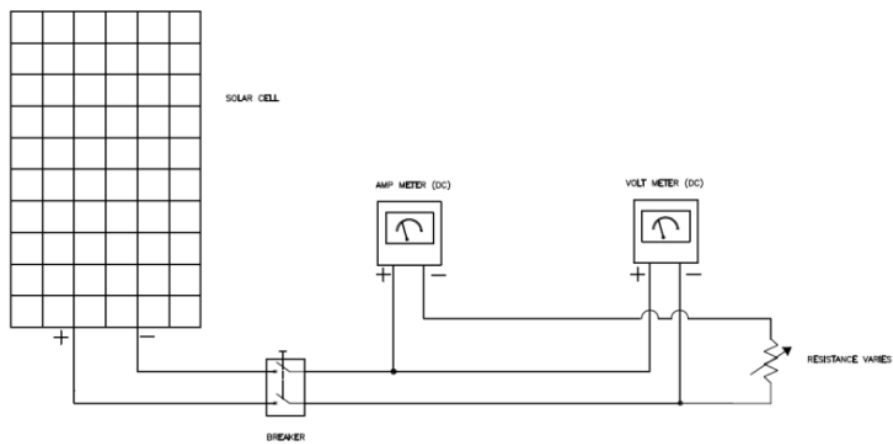 SOLAR CELL
AMP METER (DC)
VOLT METER (DC)
+ −
+ −
+ −
RESISTANCE VARIES
BREAKER